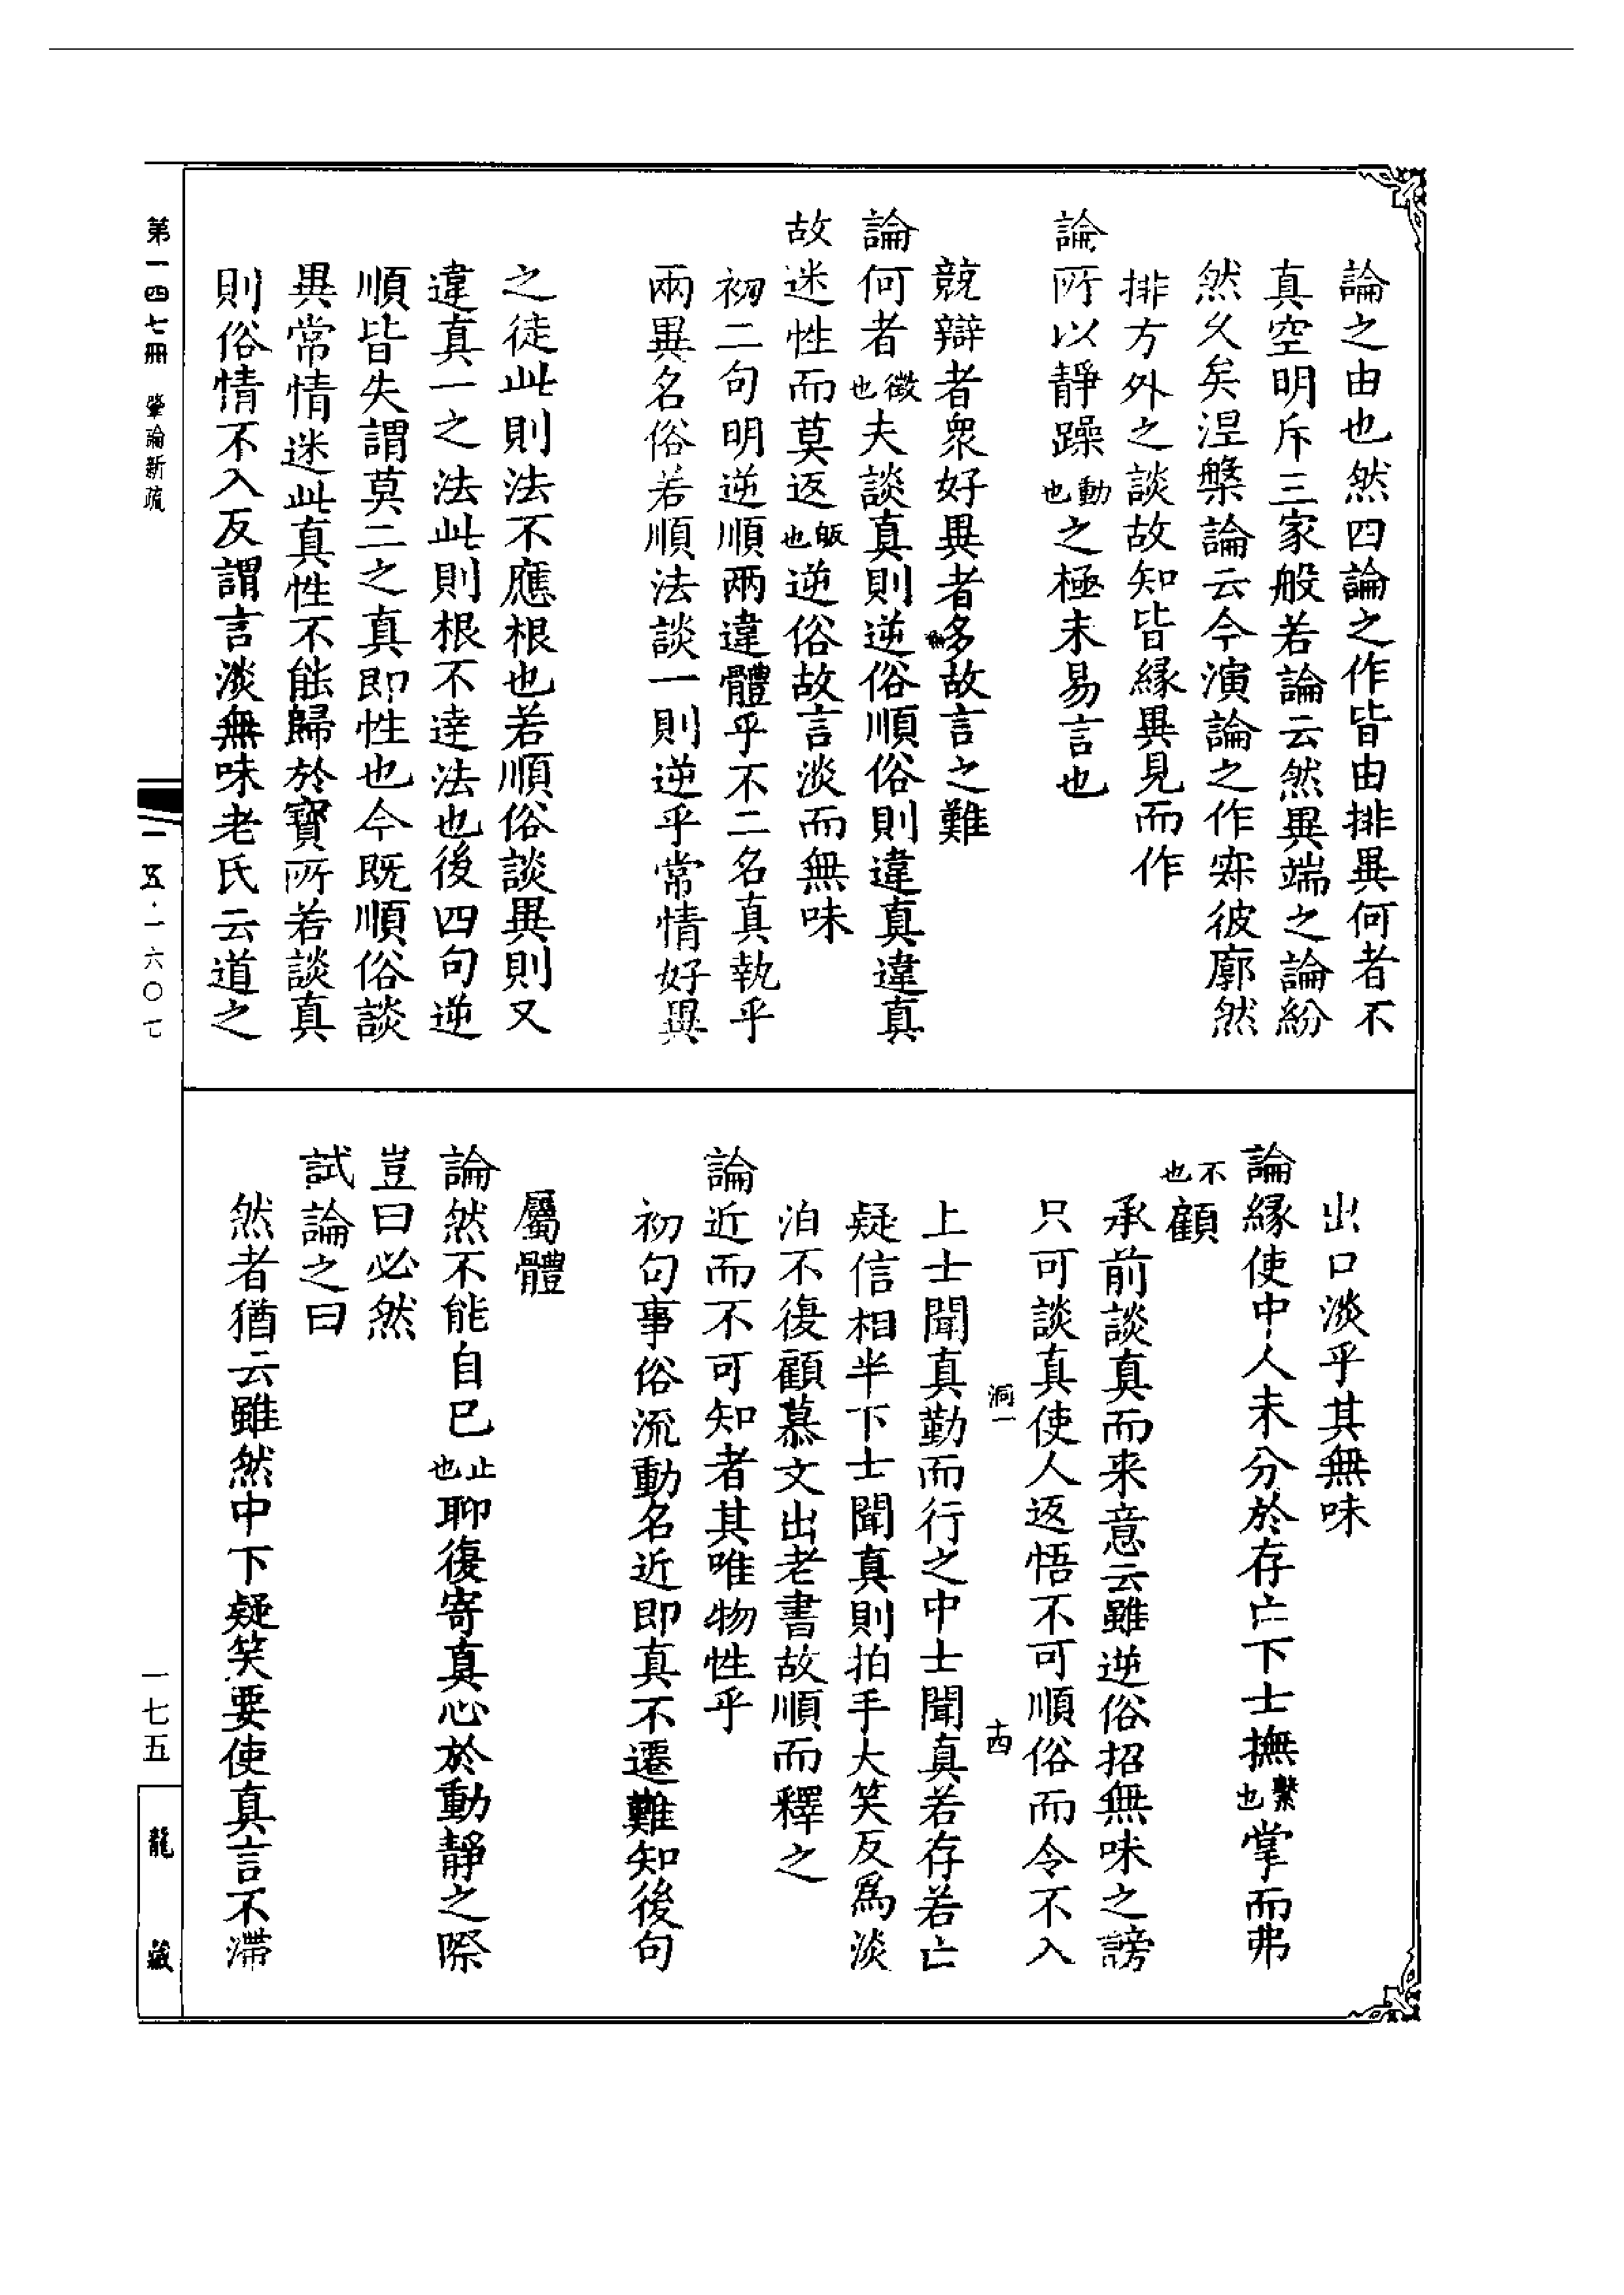 論之由也然四論之作皆由排異何者不
真空明斥三家般若論云然異端之論紛
然久矣涅槃論云今演論之作寔彼廓然
排方外之談故知皆緣異見而作
論所以靜躁動也之極未易言也
競辯者眾好異者多故言之難
論何者徵也夫談真則逆俗順俗則違真違真
故迷性而莫返皈也逆俗故言淡而無味
初二句明逆順兩違體乎不二名真執乎
兩異名俗若順法談一則逆乎常情好異
之徒此則法不應根也若順俗談異則又
違真一之法此則根不達法也後四句逆
順皆失謂莫二之真即性也今既順俗談
異常情迷此真性不能歸於寶所若談真
則俗情不入反謂言淡無味老氏云道之
出口淡乎其無味
論緣使中人未分於存亡下士撫擊也掌而弗
不也顧
承前談真而来意云雖逆俗招無味之謗
只可談真使人返悟不可順俗而令不入
洞一 十四
上士聞真勤而行之中士聞真若存若亡
疑信相半下士聞真則拍手大笑反為淡
泊不復顧慕文出老書故順而釋之
論近而不可知者其唯物性乎
初句事俗流動名近即真不遷難知後句
屬體
論然不能自已止也聊復寄真心於動靜之際
豈曰必然
試論之曰
然者猶云雖然中下疑笑要使真言不滯
第一四七冊 肇論新疏
一五·一六〇七
一七五
龍藏